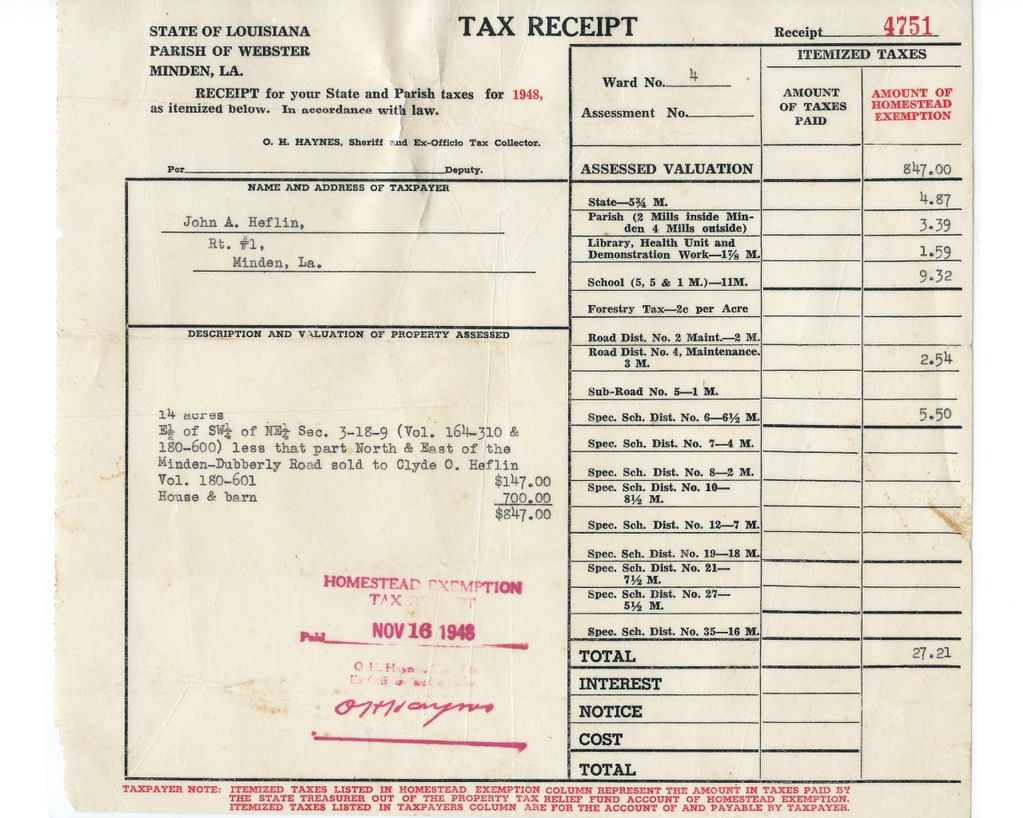 TAX RECEIPT
STATE OF LOUISIANA
PARISH OF WEBSTER
MINDEN, LA.
RECEIPT for your State and Parish taxes for 1948,
as itemized below. In accordance with law.
O. H. HAYNES, Sheriff and Ex-Officio Tax Collector.
Per Deputy.
NAME AND ADDRESS OF TAXPAYER
John A. Heflin,
Rt. #1,
Minden, La.
DESCRIPTION AND VALUATION OF PROPERTY ASSESSED
14 acres
E½ of SW¼ of NE¼ Sec. 3-18-9 (Vol. 164-310 &
180-600) less that part North & East of the
Minden-Dubberly Road sold to Clyde O. Heflin
Vol. 180-601 $147.00
House & barn 700.00
$847.00
HOMESTEAD EXEMPTION
TAX
Paid NOV 16 1948
O. H. Haynes
O H Haynes
Receipt 4751
ITEMIZED TAXES
Ward No. 4
Assessment No.
AMOUNT OF TAXES PAID
AMOUNT OF HOMESTEAD EXEMPTION
ASSESSED VALUATION 847.00
State—5¾ M. 4.87
Parish (2 Mills inside Min-
den 4 Mills outside) 3.39
Library, Health Unit and
Demonstration Work—1⅞ M. 1.59
School (5, 5 & 1 M.)—11M. 9.32
Forestry Tax—2c per Acre
Road Dist. No. 2 Maint.—2 M.
Road Dist. No. 4, Maintenance.
3 M. 2.54
Sub-Road No. 5—1 M.
Spec. Sch. Dist. No. 6—6½ M. 5.50
Spec. Sch. Dist. No. 7—4 M.
Spec. Sch. Dist. No. 8—2 M.
Spec. Sch. Dist. No. 10—
8½ M.
Spec. Sch. Dist. No. 12—7 M.
Spec. Sch. Dist. No. 19—18 M.
Spec. Sch. Dist. No. 21—
7½ M.
Spec. Sch. Dist. No. 27—
5½ M.
Spec. Sch. Dist. No. 35—16 M.
TOTAL 27.21
INTEREST
NOTICE
COST
TOTAL
TAXPAYER NOTE: ITEMIZED TAXES LISTED IN HOMESTEAD EXEMPTION COLUMN REPRESENT THE AMOUNT IN TAXES PAID BY
THE STATE TREASURER OUT OF THE PROPERTY TAX RELIEF FUND ACCOUNT OF HOMESTEAD EXEMPTION.
ITEMIZED TAXES LISTED IN TAXPAYERS COLUMN ARE FOR THE ACCOUNT OF AND PAYABLE BY TAXPAYER.